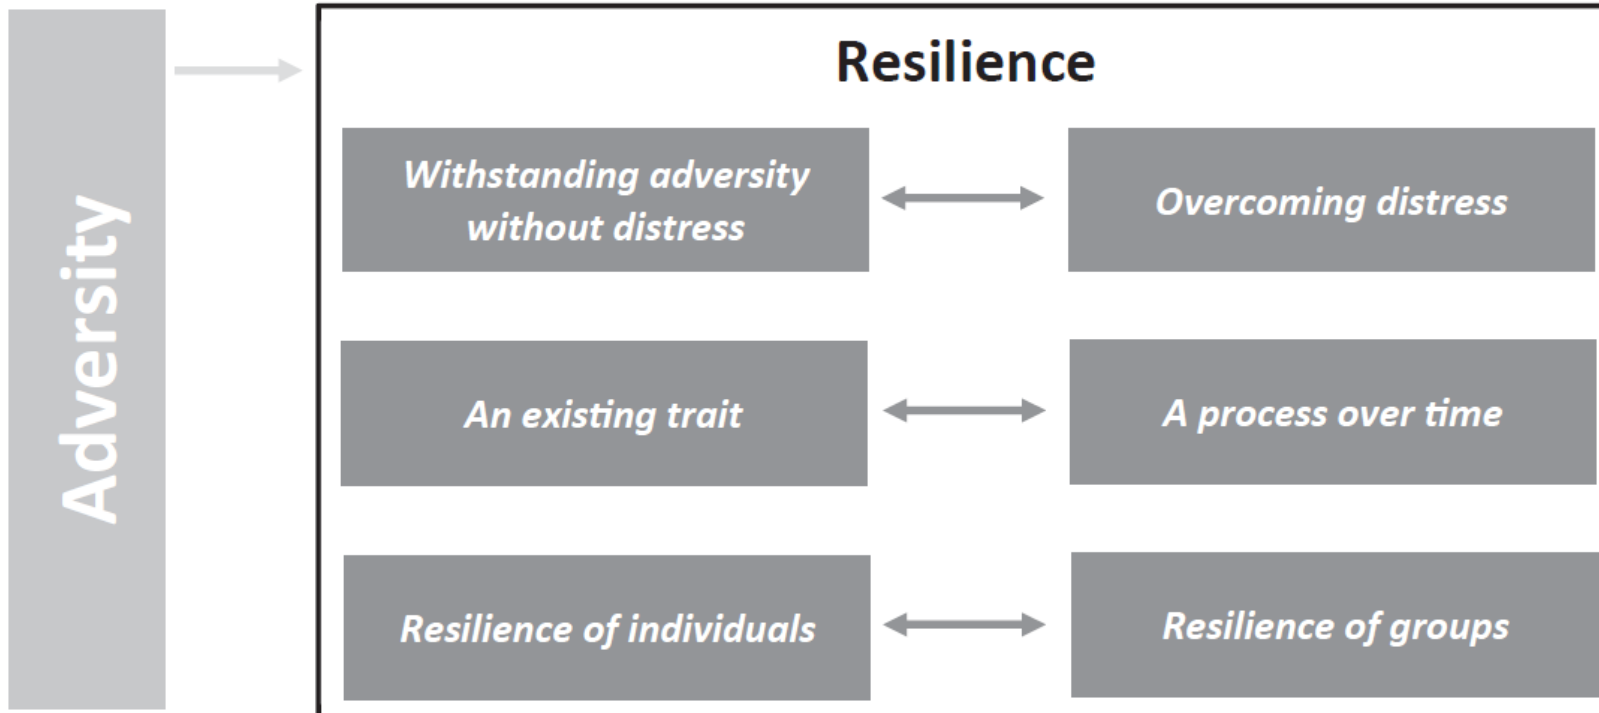 Adversity
Resilience
Withstanding adversity
without distress
Overcoming distress
An existing trait
A process over time
Resilience of individuals
Resilience of groups